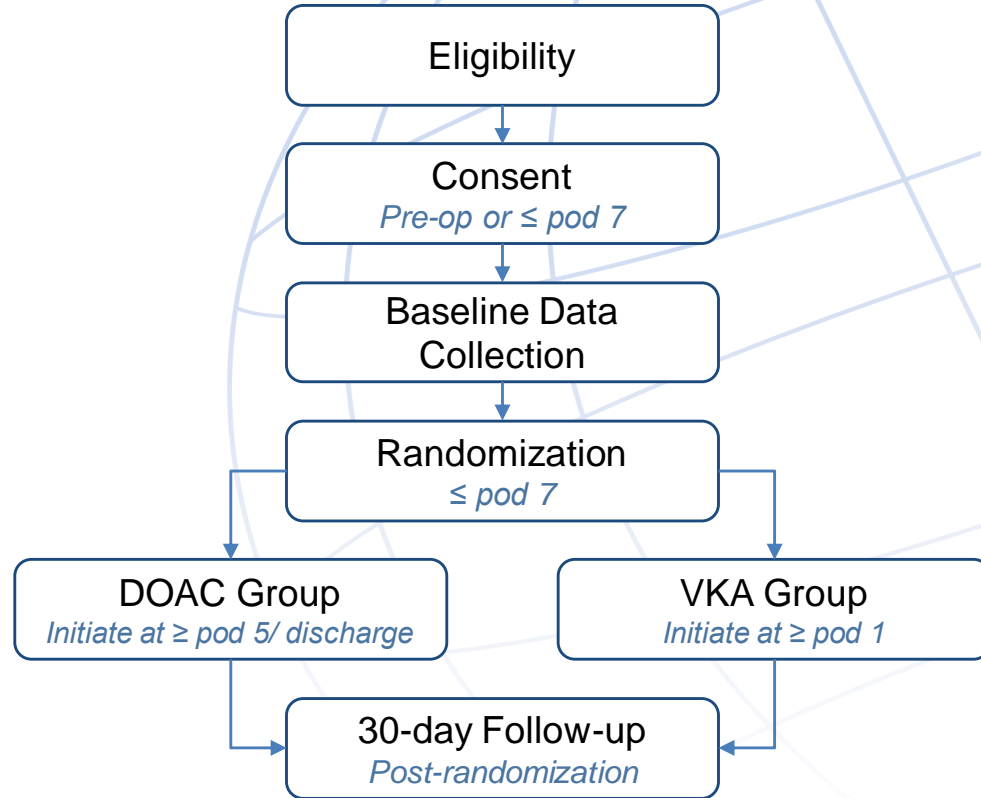 Eligibility
Consent
Pre-op or ≤ pod 7
Baseline Data
Collection
Randomization
≤ pod 7
DOAC Group
Initiate at ≥ pod 5/ discharge
VKA Group
Initiate at ≥ pod 1
30-day Follow-up
Post-randomization